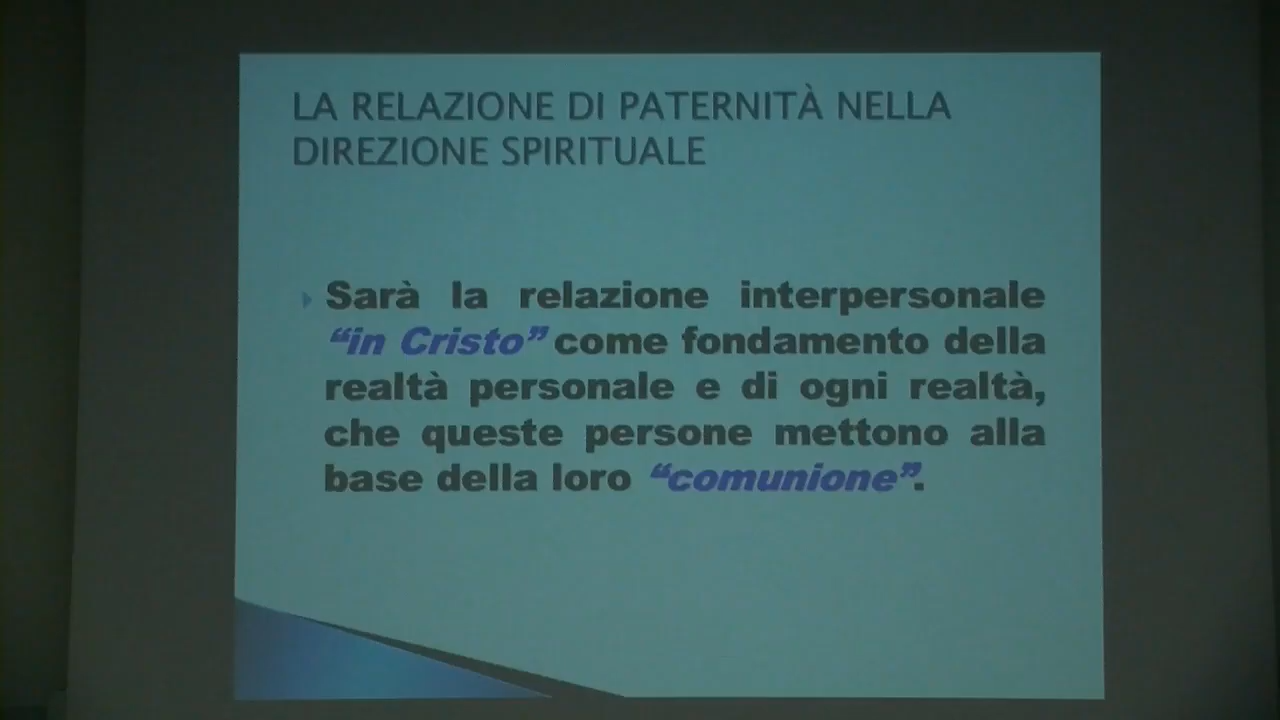 LA RELAZIONE DI PATERNITÀ NELLA
DIREZIONE SPIRITUALE
Sarà la relazione interpersonale
“in Cristo” come fondamento della
realtà personale e di ogni realtà,
che queste persone mettono alla
base della loro “comunione”.